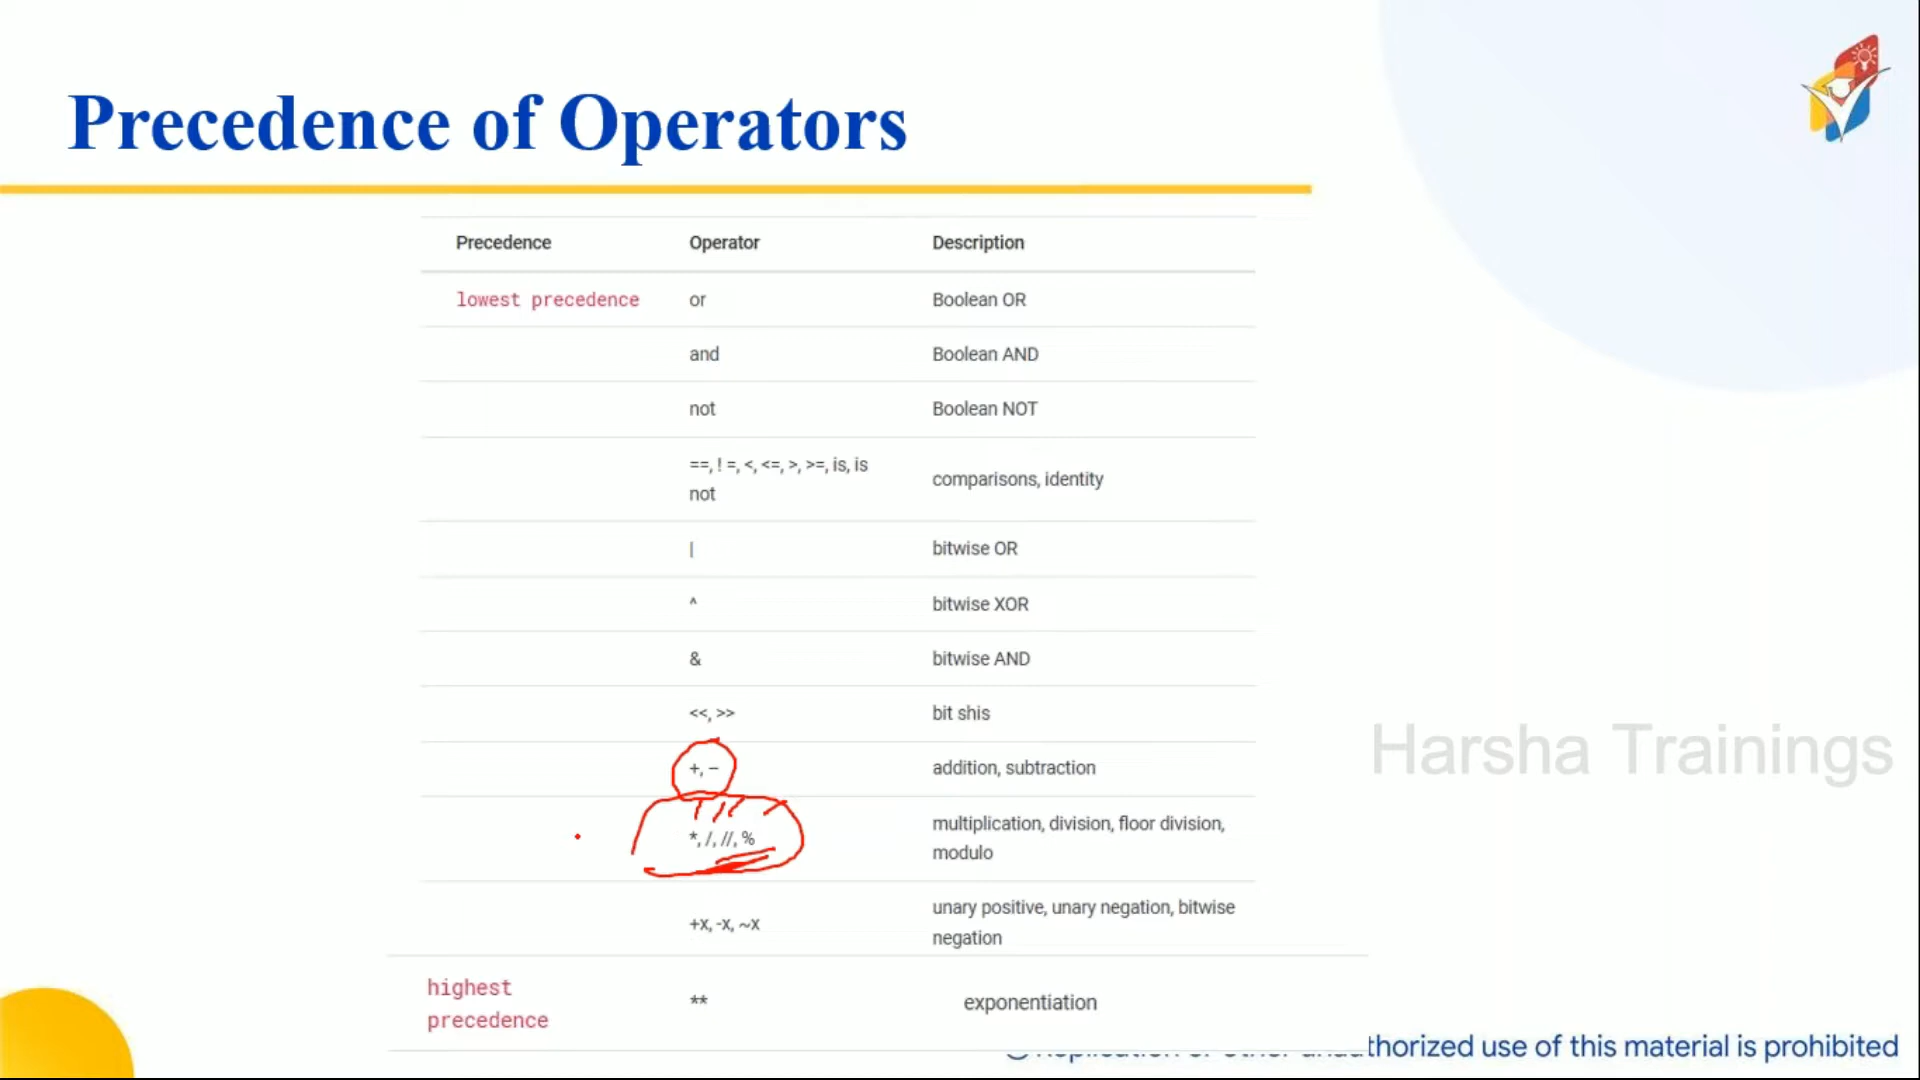 Precedence of Operators
Precedence Operator Description
lowest precedence or Boolean OR
and Boolean AND
not Boolean NOT
==, ! =, <, <=, >, >=, is, is
not
comparisons, identity
| bitwise OR
^ bitwise XOR
& bitwise AND
<<, >> bit shis
+, − addition, subtraction
*, /, //, %
multiplication, division, floor division,
modulo
+x, -x, ~x
unary positive, unary negation, bitwise
negation
highest
precedence
** exponentiation
Harsha Trainings
thorized use of this material is prohibited